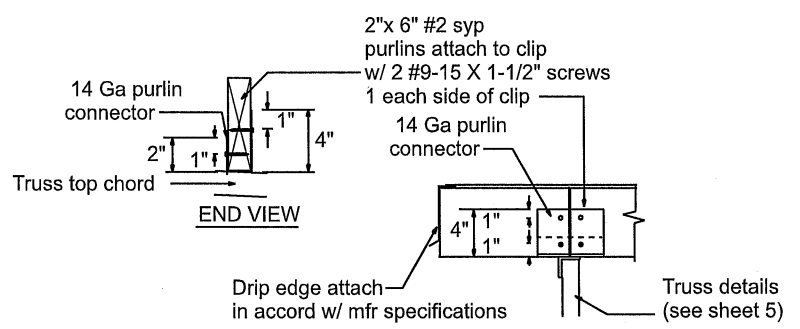 2"x 6" #2 syp
purlins attach to clip
w/ 2 #9-15 X 1-1/2" screws
1 each side of clip
14 Ga purlin
connector
1"
4"
2"
1"
Truss top chord
END VIEW
14 Ga purlin
connector
4"
1"
1"
Drip edge attach
in accord w/ mfr specifications
Truss details
(see sheet 5)